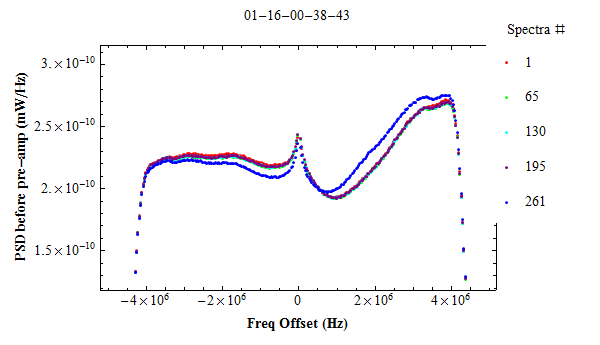 01−16−00−38−43
Spectra #
1
65
130
195
261
PSD before pre−amp (mW/Hz)
3.×10⁻¹⁰
2.5×10⁻¹⁰
2.×10⁻¹⁰
1.5×10⁻¹⁰
−4×10⁶ −2×10⁶ 0 2×10⁶ 4×10⁶
Freq Offset (Hz)